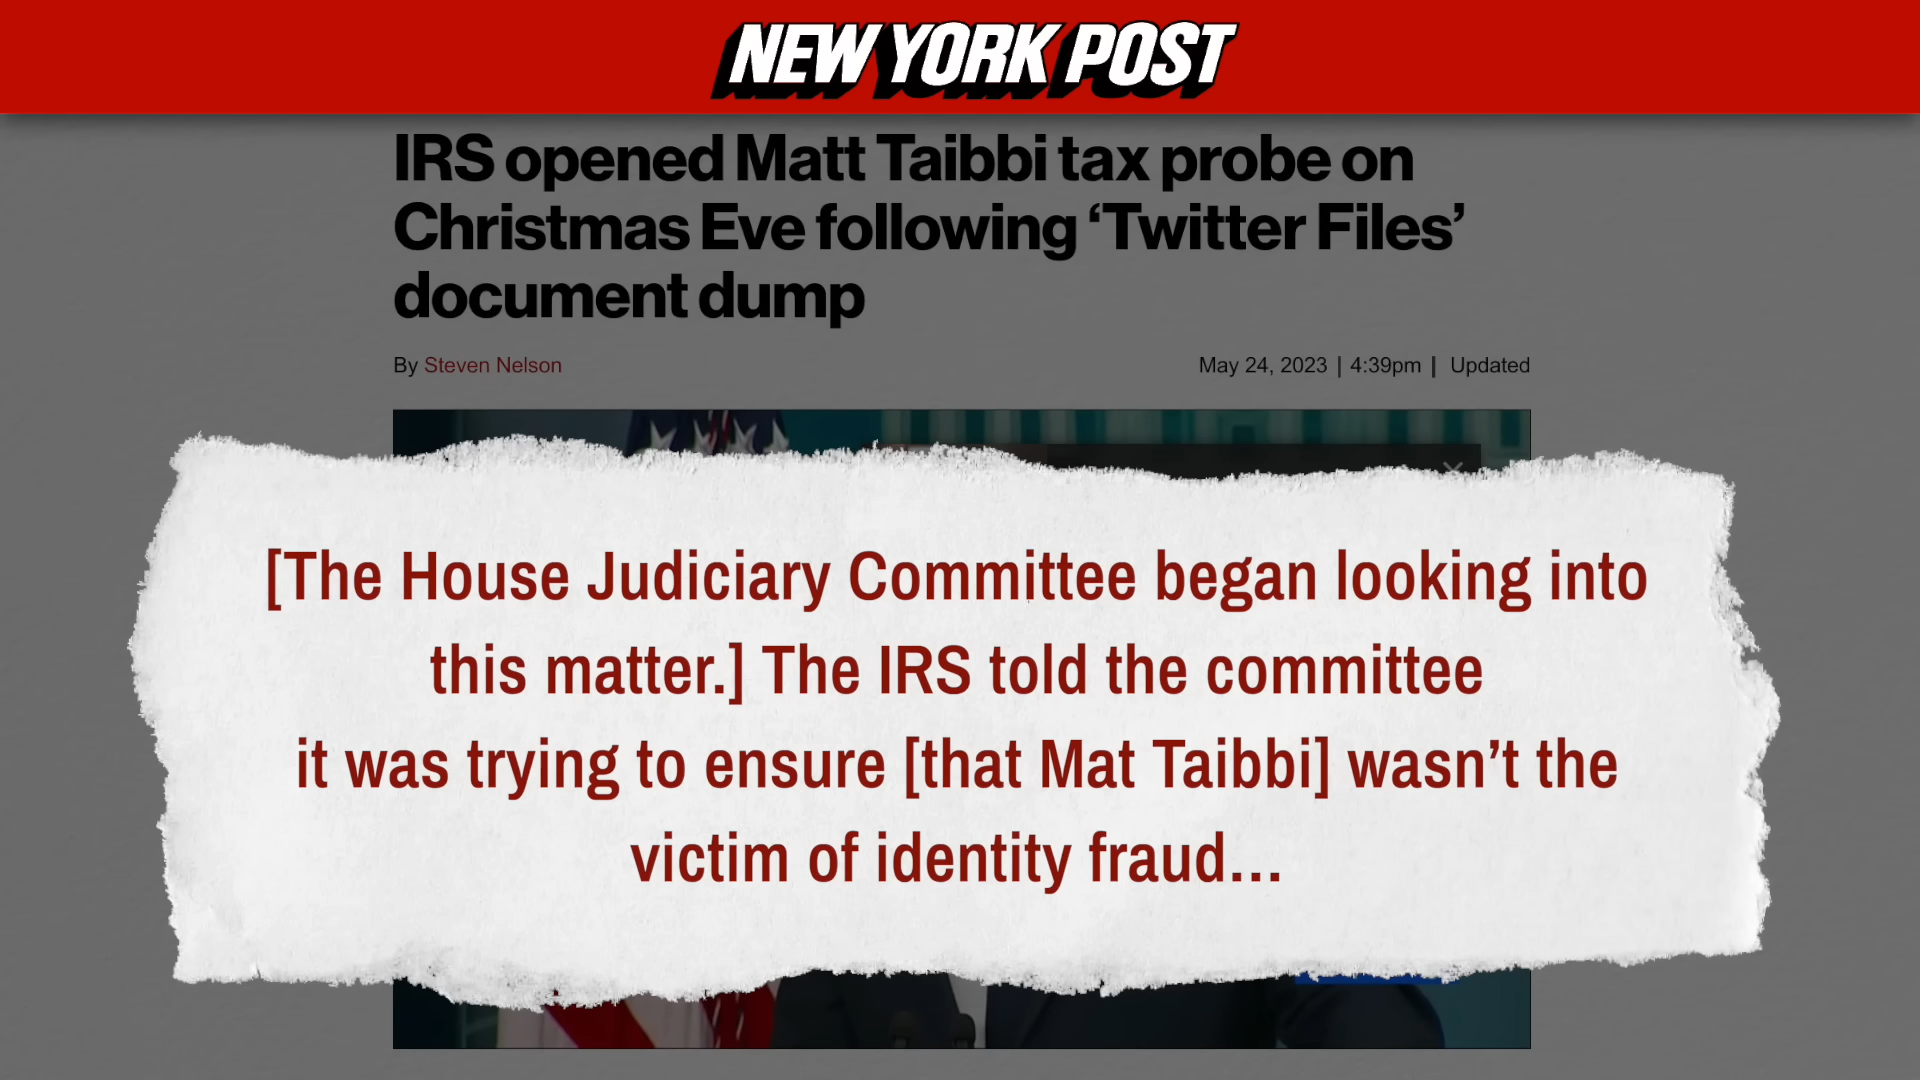 NEW YORK POST
IRS opened Matt Taibbi tax probe on
Christmas Eve following ‘Twitter Files’
document dump
By Steven Nelson
May 24, 2023 | 4:39pm | Updated
[The House Judiciary Committee began looking into
this matter.] The IRS told the committee
it was trying to ensure [that Mat Taibbi] wasn’t the
victim of identity fraud...